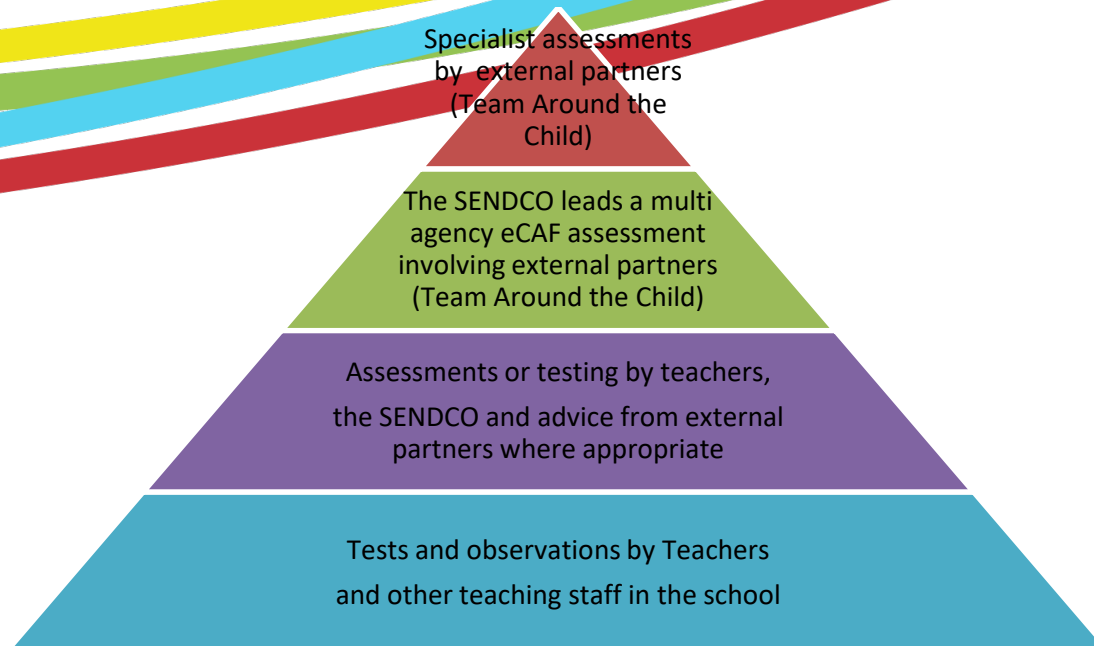 Specialist assessments
by external partners
(Team Around the
Child)
The SENDCO leads a multi
agency eCAF assessment
involving external partners
(Team Around the Child)
Assessments or testing by teachers,
the SENDCO and advice from external
partners where appropriate
Tests and observations by Teachers
and other teaching staff in the school